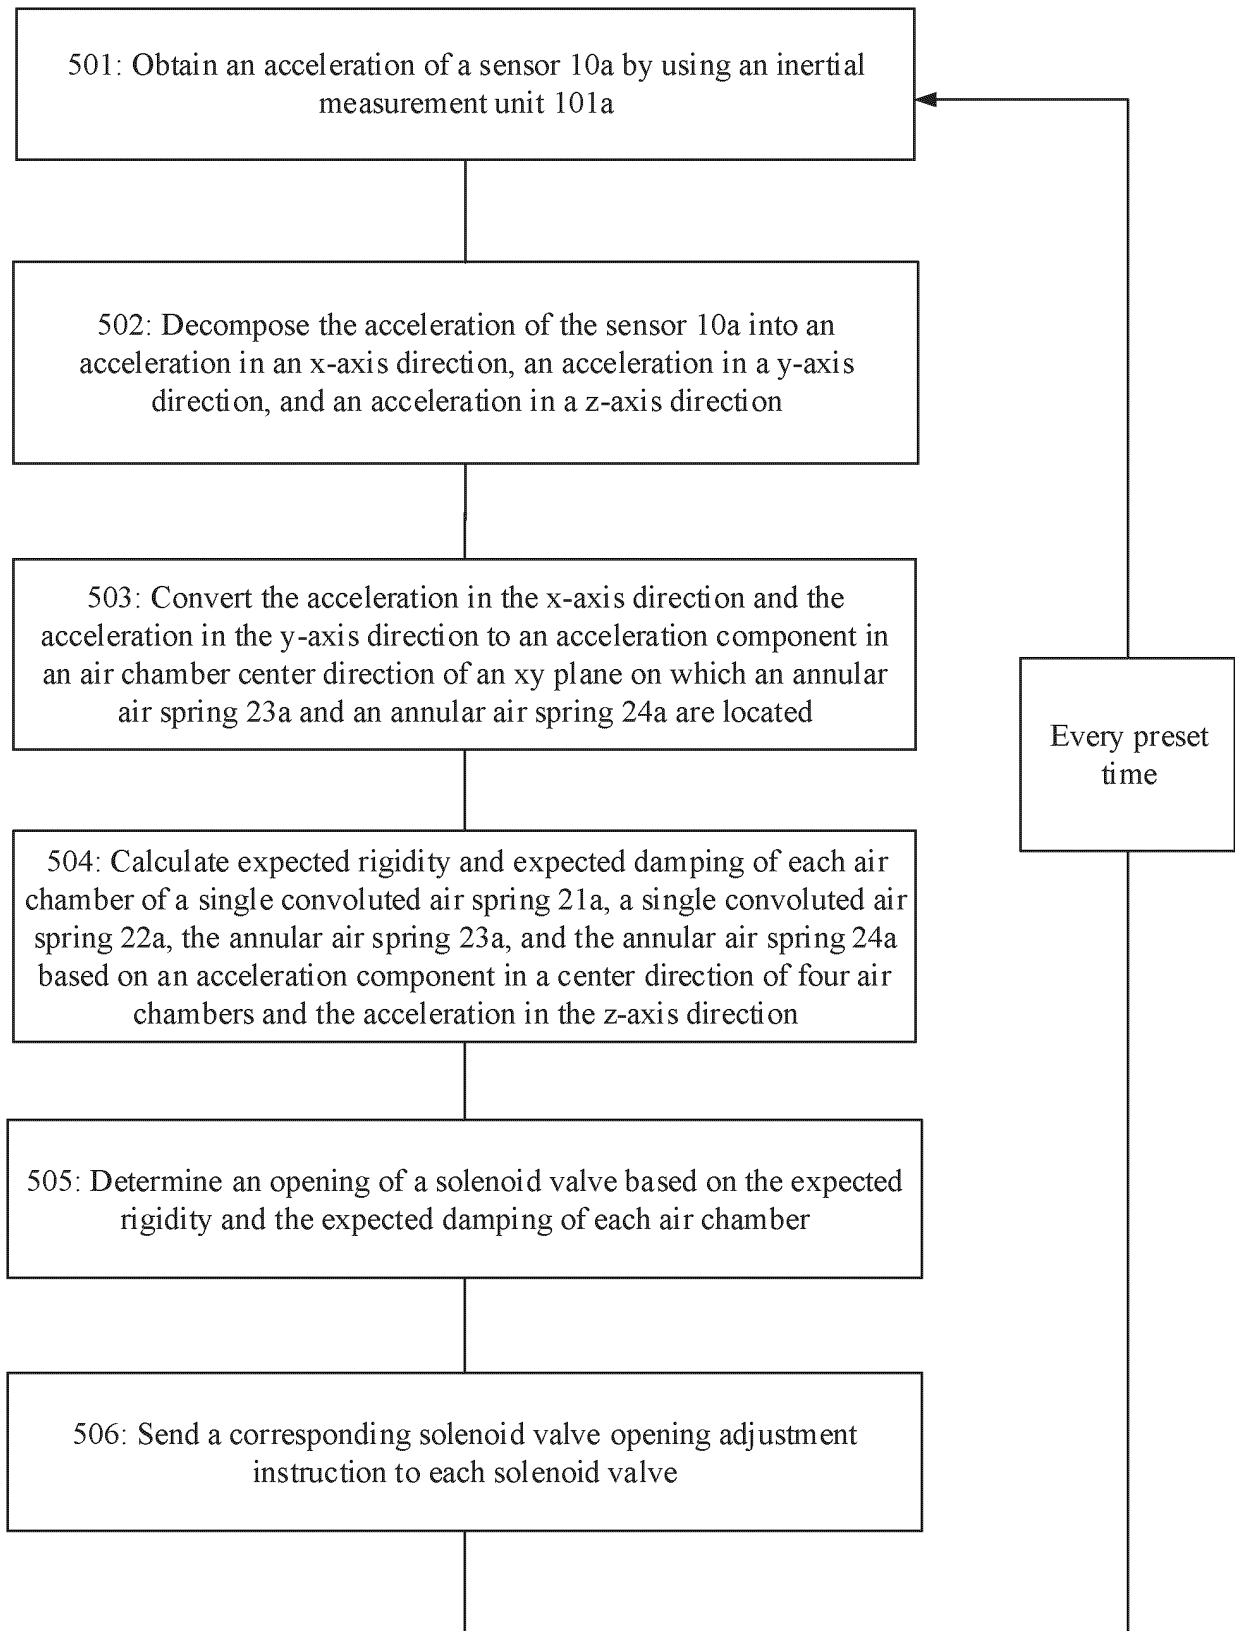 501: Obtain an acceleration of a sensor 10a by using an inertial
measurement unit 101a
502: Decompose the acceleration of the sensor 10a into an
acceleration in an x-axis direction, an acceleration in a y-axis
direction, and an acceleration in a z-axis direction
503: Convert the acceleration in the x-axis direction and the
acceleration in the y-axis direction to an acceleration component in
an air chamber center direction of an xy plane on which an annular
air spring 23a and an annular air spring 24a are located
504: Calculate expected rigidity and expected damping of each air
chamber of a single convoluted air spring 21a, a single convoluted air
spring 22a, the annular air spring 23a, and the annular air spring 24a
based on an acceleration component in a center direction of four air
chambers and the acceleration in the z-axis direction
505: Determine an opening of a solenoid valve based on the expected
rigidity and the expected damping of each air chamber
506: Send a corresponding solenoid valve opening adjustment
instruction to each solenoid valve
Every preset
time